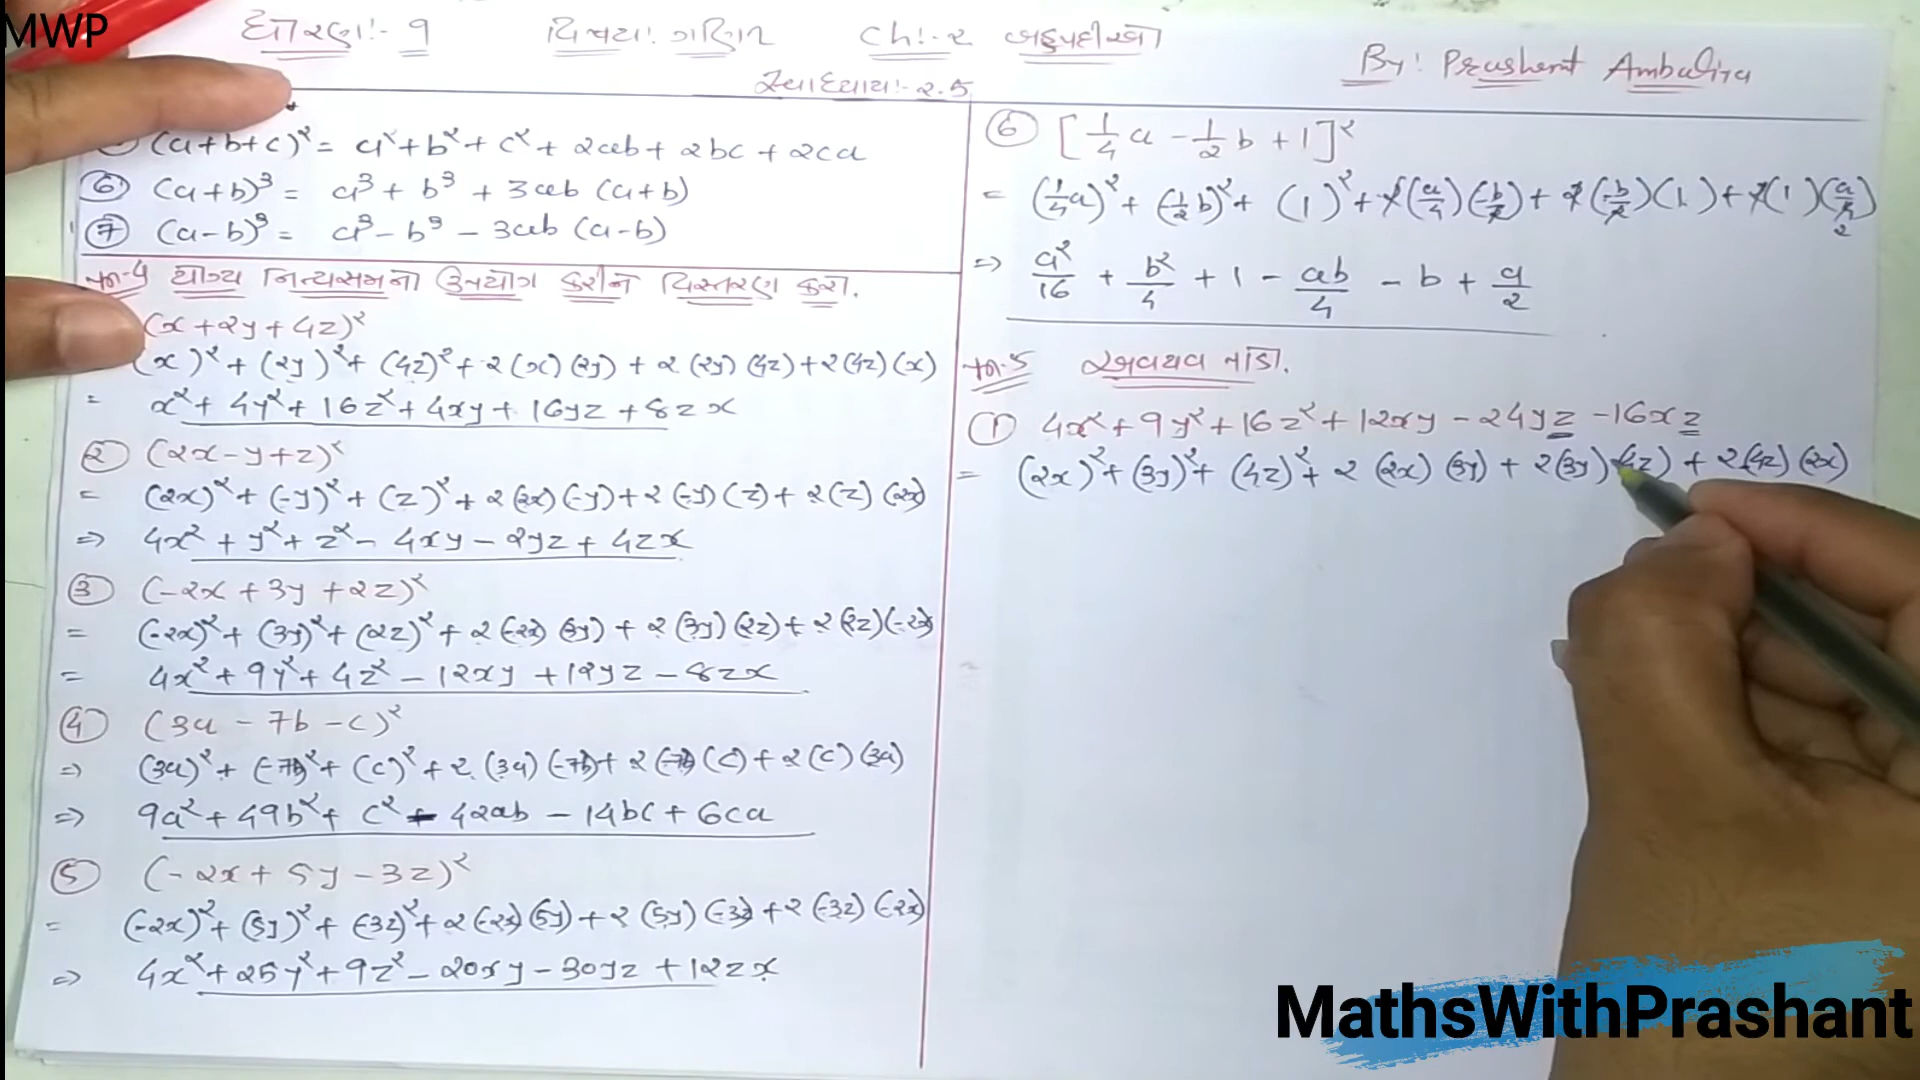 MWP
ધોરણ:- 9 વિષય: ગણિત Ch:- ૨ બહુપદીઓ
By: Prashant Ambaliya
સ્વાધ્યાય:- ૨.5
(a+b+c)² = a²+b²+c²+2ab+2bc+2ca
⑥ (a+b)³ = a³+b³+3ab(a+b)
⑦ (a-b)³ = a³-b³-3ab(a-b)
પ્ર-4 યોગ્ય નિત્યસમનો ઉપયોગ કરીને વિસ્તરણ કરો.
(x+2y+4z)²
(x)²+(2y)²+(4z)²+2(x)(2y)+2(2y)(4z)+2(4z)(x)
= x²+4y²+16z²+4xy+16yz+8zx
② (2x-y+z)²
= (2x)²+(-y)²+(z)²+2(2x)(-y)+2(-y)(z)+2(z)(2x)
⇒ 4x²+y²+z²-4xy-2yz+4zx
③ (-2x+3y+2z)²
= (-2x)²+(3y)²+(2z)²+2(-2x)(3y)+2(3y)(2z)+2(2z)(-2x)
= 4x²+9y²+4z²-12xy+12yz-8zx
④ (3a-7b-c)²
⇒ (3a)²+(-7b)²+(c)²+2(3a)(-7b)+2(-7b)(c)+2(c)(3a)
⇒ 9a²+49b²+c²-42ab-14bc+6ca
⑤ (-2x+5y-3z)²
= (-2x)²+(5y)²+(-3z)²+2(-2x)(5y)+2(5y)(-3z)+2(-3z)(-2x)
⇒ 4x²+25y²+9z²-20xy-30yz+12zx
⑥ [1/4 a - 1/2 b + 1]²
= (1/4 a)²+(-1/2 b)²+(1)²+2(a/4)(-b/2)+2(-b/2)(1)+2(1)(a/4)
⇒ a²/16 + b²/4 + 1 - ab/4 - b + a/2
પ્ર-5 અવયવ પાડો.
① 4x²+9y²+16z²+12xy-24yz-16xz
= (2x)²+(3y)²+(4z)²+2(2x)(3y)+2(3y)(4z)+2(4z)(2x)
MathsWithPrashant